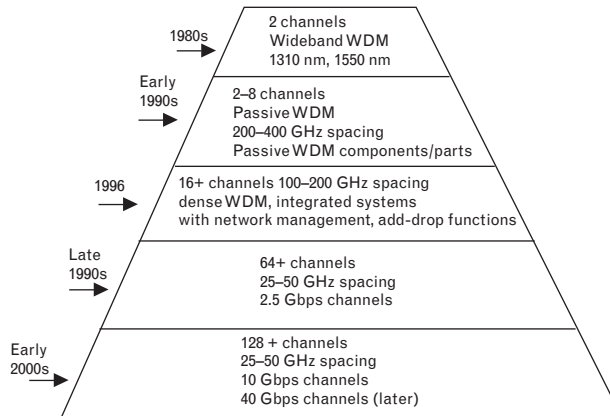 1980s
2 channels
Wideband WDM
1310 nm, 1550 nm
Early
1990s
2–8 channels
Passive WDM
200–400 GHz spacing
Passive WDM components/parts
1996
16+ channels 100–200 GHz spacing
dense WDM, integrated systems
with network management, add-drop functions
Late
1990s
64+ channels
25–50 GHz spacing
2.5 Gbps channels
Early
2000s
128 + channels
25–50 GHz spacing
10 Gbps channels
40 Gbps channels (later)